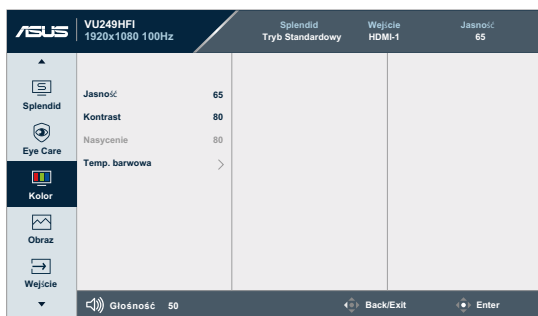 ASUS
VU249HFI
1920x1080 100Hz
Splendid
Tryb Standardowy
Wejście
HDMI-1
Jasność
65
Splendid
Eye Care
Kolor
Obraz
Wejście
Jasność 65
Kontrast 80
Nasycenie 80
Temp. barwowa
Głośność 50
Back/Exit
Enter